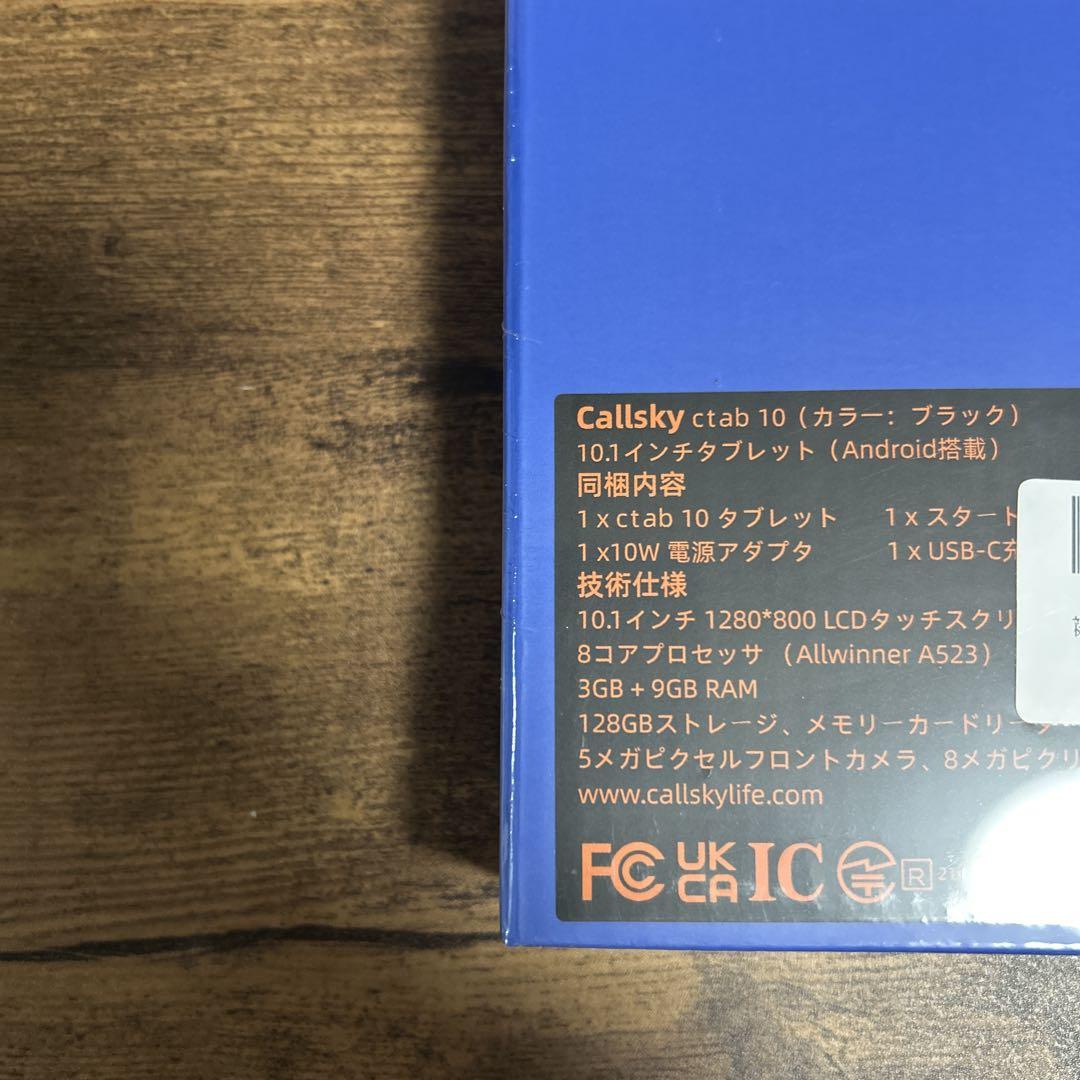 Callsky ctab 10（カラー：ブラック）
10.1インチタブレット（Android搭載）
同梱内容
1 x ctab 10 タブレット 1 x スタート
1 x10W 電源アダプタ 1 x USB-C充
技術仕様
10.1インチ 1280*800 LCDタッチスクリ
8コアプロセッサ （Allwinner A523）
3GB + 9GB RAM
128GBストレージ、メモリーカードリーダー
5メガピクセルフロントカメラ、8メガピクリ
www.callskylife.com
FC UK CA IC R